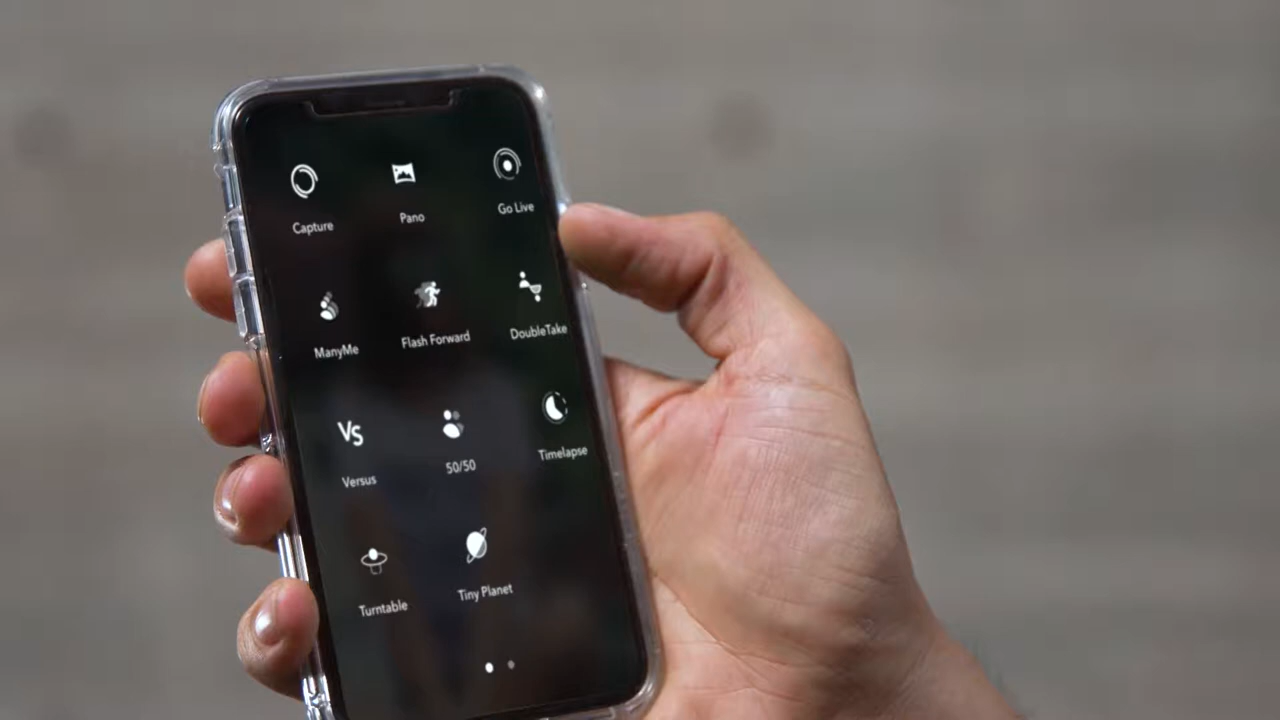 Capture
Pano
Go Live
ManyMe
Flash Forward
DoubleTake
Vs
Versus
50/50
Timelapse
Turntable
Tiny Planet